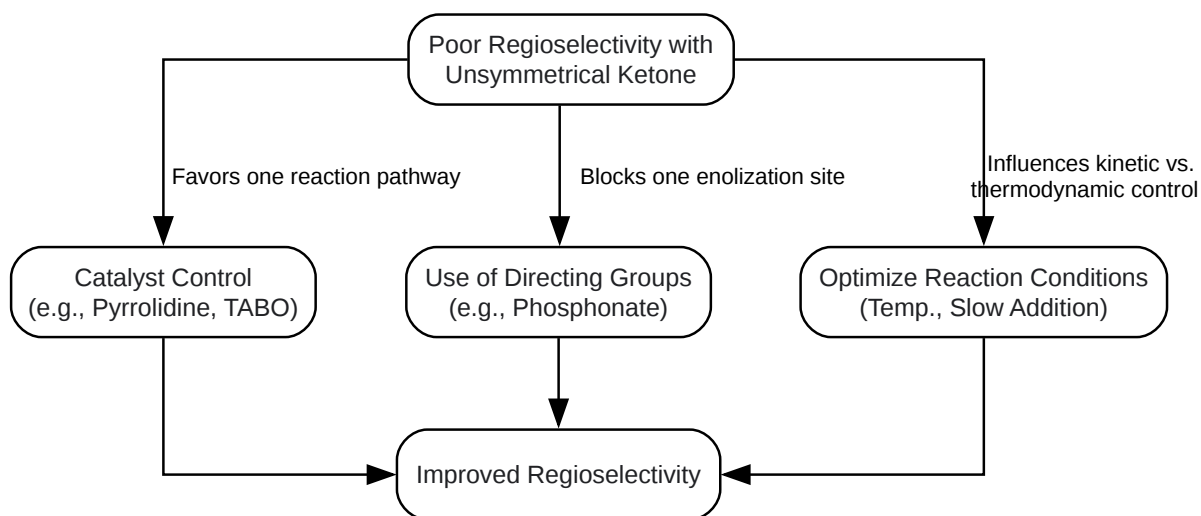 Poor Regioselectivity with
Unsymmetrical Ketone
Favors one reaction pathway
Blocks one enolization site
Influences kinetic vs.
thermodynamic control
Catalyst Control
(e.g., Pyrrolidine, TABO)
Use of Directing Groups
(e.g., Phosphonate)
Optimize Reaction Conditions
(Temp., Slow Addition)
Improved Regioselectivity